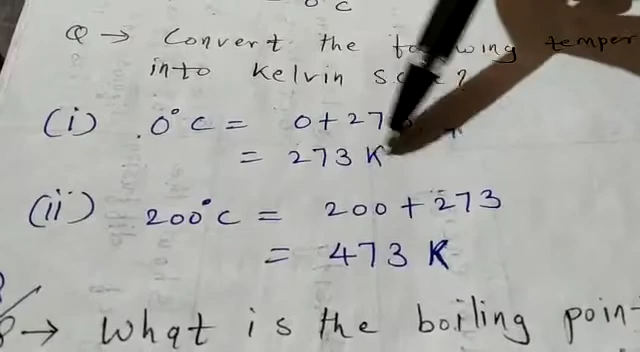 0 C
Q → Convert the temper
into Kelvin
(i) 0°C = 0+27
= 273 K
(ii) 200°C = 200+273
= 473 K
→ What is the boiling poin